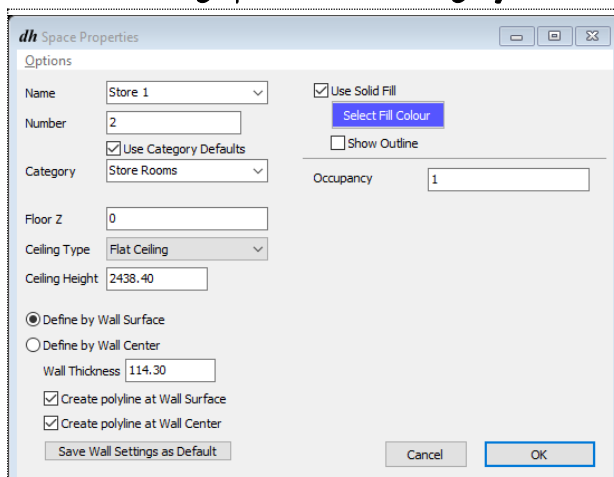 dh Space Properties
Options
Name Store 1
Number 2
Use Category Defaults
Category Store Rooms
Floor Z 0
Ceiling Type Flat Ceiling
Ceiling Height 2438.40
Define by Wall Surface
Define by Wall Center
Wall Thickness 114.30
Create polyline at Wall Surface
Create polyline at Wall Center
Save Wall Settings as Default
Use Solid Fill
Select Fill Colour
Show Outline
Occupancy 1
Cancel OK